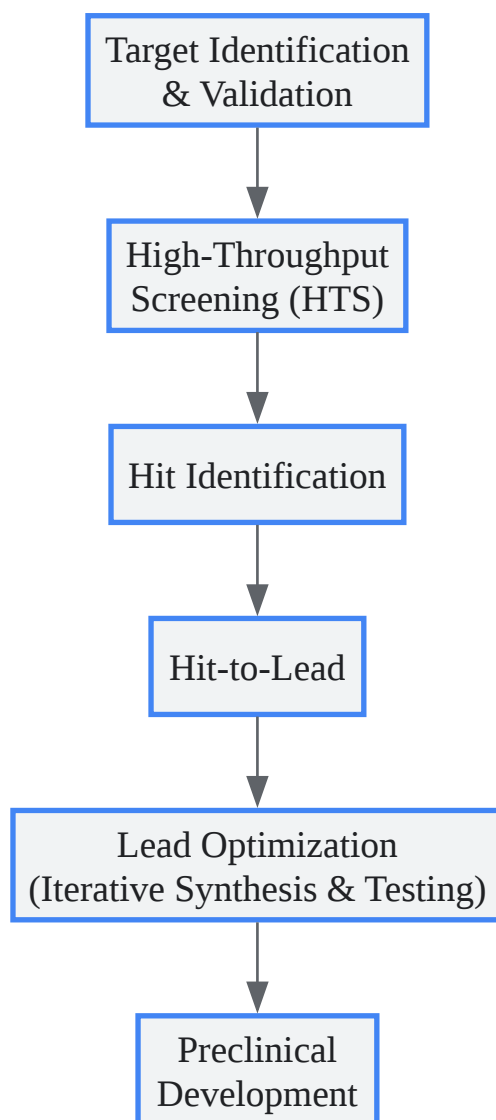 Target Identification
& Validation
High-Throughput
Screening (HTS)
Hit Identification
Hit-to-Lead
Lead Optimization
(Iterative Synthesis & Testing)
Preclinical
Development